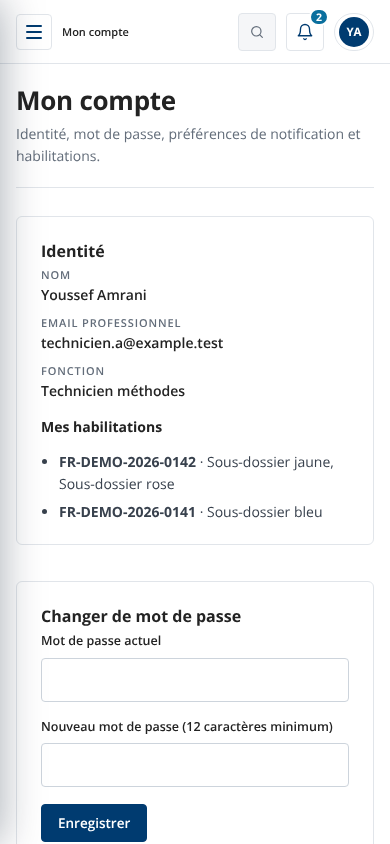 Mon compte
2
YA
Mon compte
Identité, mot de passe, préférences de notification et
habilitations.
Identité
NOM
Youssef Amrani
EMAIL PROFESSIONNEL
technicien.a@example.test
FONCTION
Technicien méthodes
Mes habilitations
• FR-DEMO-2026-0142 · Sous-dossier jaune,
Sous-dossier rose
• FR-DEMO-2026-0141 · Sous-dossier bleu
Changer de mot de passe
Mot de passe actuel
Nouveau mot de passe (12 caractères minimum)
Enregistrer